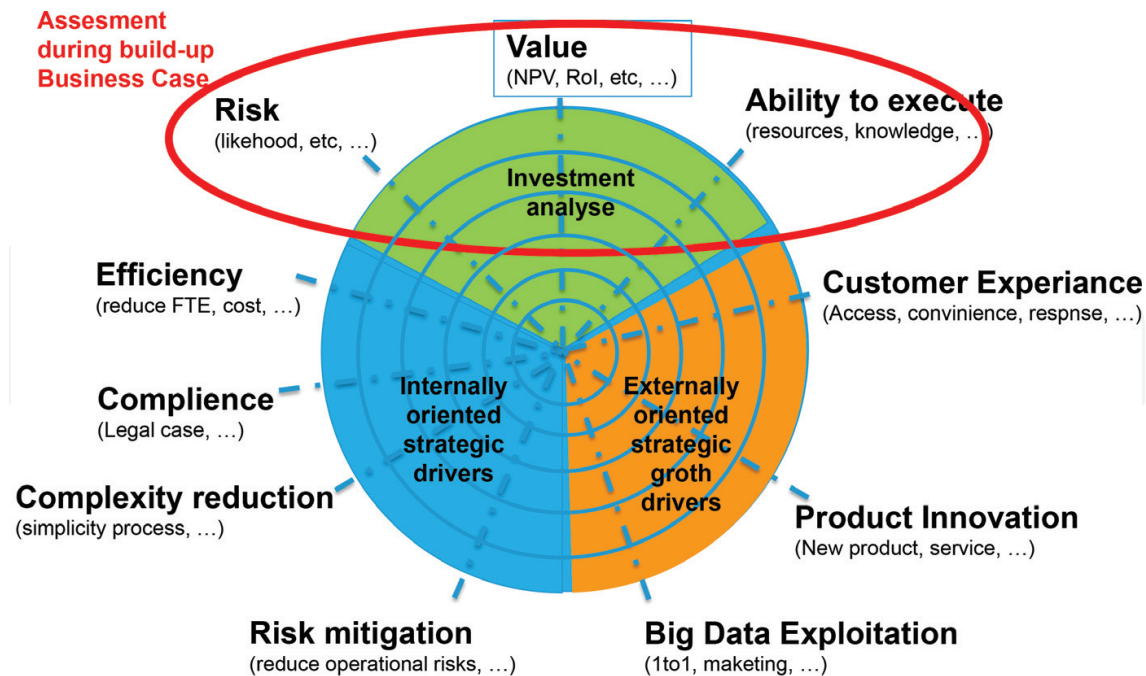 Assesment
during build-up
Business Case
Value
(NPV, RoI, etc, …)
Risk
(likehood, etc, …)
Ability to execute
(resources, knowledge, …)
Investment
analyse
Efficiency
(reduce FTE, cost, …)
Customer Experiance
(Access, convinience, respnse, …)
Complience
(Legal case, …)
Internally
oriented
strategic
drivers
Externally
oriented
strategic
groth
drivers
Complexity reduction
(simplicity process, …)
Product Innovation
(New product, service, …)
Risk mitigation
(reduce operational risks, …)
Big Data Exploitation
(1to1, maketing, …)